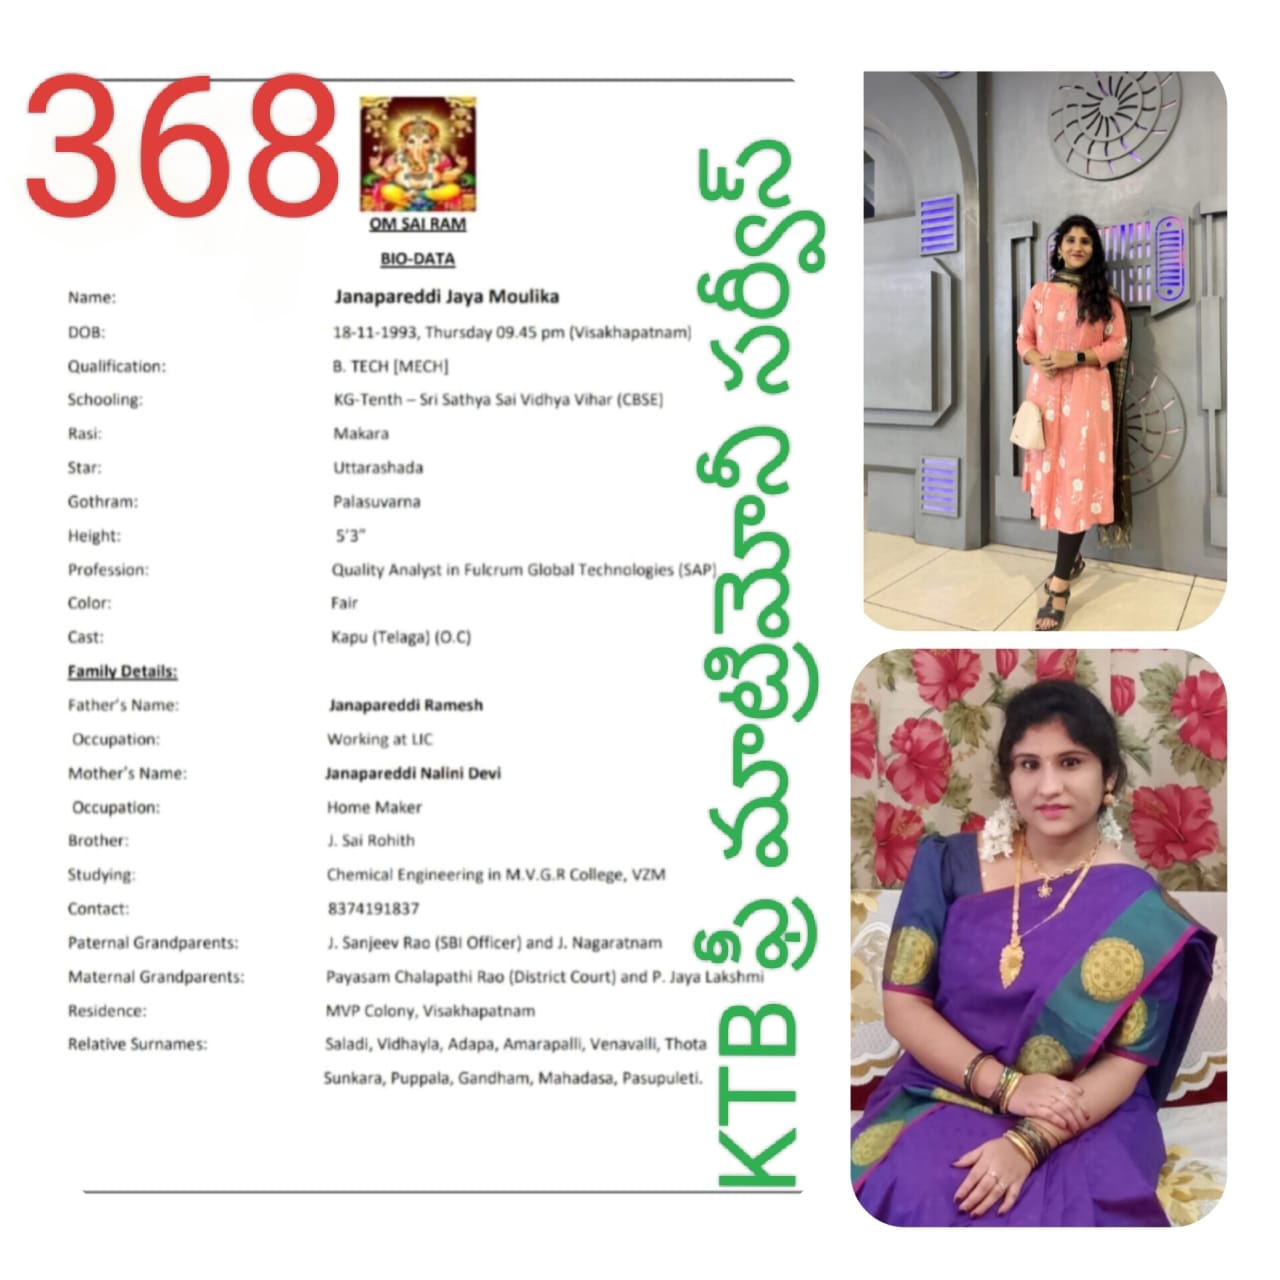 368
OM SAI RAM
BIO-DATA
Name: Janapareddi Jaya Moulika
DOB: 18-11-1993, Thursday 09.45 pm (Visakhapatnam)
Qualification: B. TECH [MECH]
Schooling: KG-Tenth – Sri Sathya Sai Vidhya Vihar (CBSE)
Rasi: Makara
Star: Uttarashada
Gothram: Palasuvarna
Height: 5'3"
Profession: Quality Analyst in Fulcrum Global Technologies (SAP)
Color: Fair
Cast: Kapu (Telaga) (O.C)
Family Details:
Father's Name: Janapareddi Ramesh
Occupation: Working at LIC
Mother's Name: Janapareddi Nalini Devi
Occupation: Home Maker
Brother: J. Sai Rohith
Studying: Chemical Engineering in M.V.G.R College, VZM
Contact: 8374191837
Paternal Grandparents: J. Sanjeev Rao (SBI Officer) and J. Nagaratnam
Maternal Grandparents: Payasam Chalapathi Rao (District Court) and P. Jaya Lakshmi
Residence: MVP Colony, Visakhapatnam
Relative Surnames: Saladi, Vidhayla, Adapa, Amarapalli, Venavalli, Thota
Sunkara, Puppala, Gandham, Mahadasa, Pasupuleti.
KTB ఫ్రీ మాట్రిమోనీ సర్వీస్